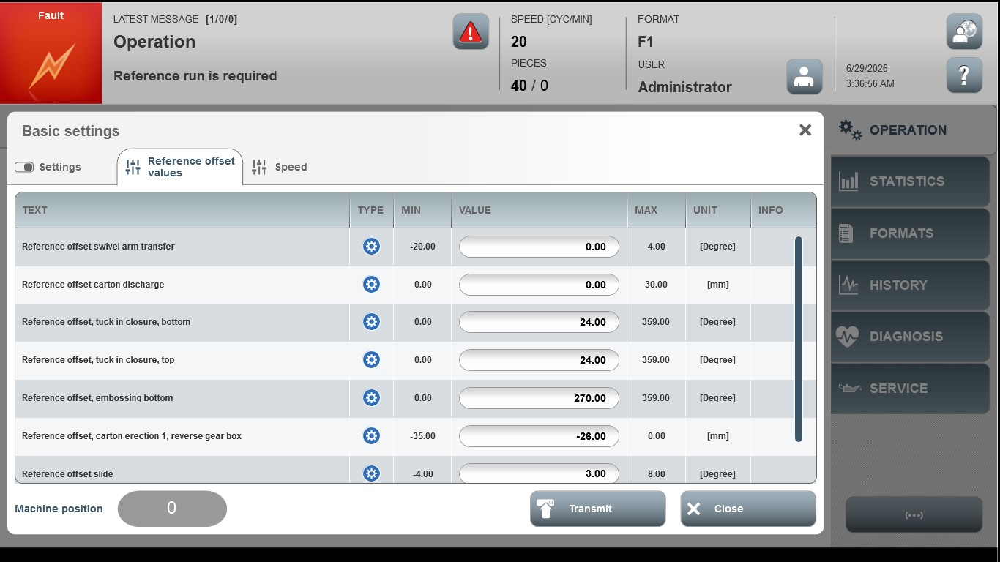 Fault
LATEST MESSAGE [1/0/0]
Operation
Reference run is required
SPEED [CYC/MIN]
20
PIECES
40 / 0
FORMAT
F1
USER
Administrator
6/29/2026
3:36:56 AM
?
Basic settings
Settings
Reference offset
values
Speed
TEXT TYPE MIN VALUE MAX UNIT INFO
Reference offset swivel arm transfer -20.00 0.00 4.00 [Degree]
Reference offset carton discharge 0.00 0.00 30.00 [mm]
Reference offset, tuck in closure, bottom 0.00 24.00 359.00 [Degree]
Reference offset, tuck in closure, top 0.00 24.00 359.00 [Degree]
Reference offset, embossing bottom 0.00 270.00 359.00 [Degree]
Reference offset, carton erection 1, reverse gear box -35.00 -26.00 0.00 [mm]
Reference offset slide -4.00 3.00 8.00 [Degree]
Machine position 0
Transmit
Close
OPERATION
STATISTICS
FORMATS
HISTORY
DIAGNOSIS
SERVICE
(•••)